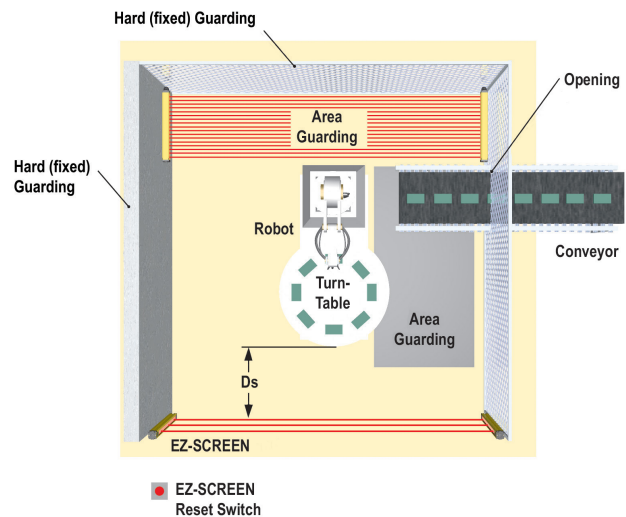 Hard (fixed) Guarding
Opening
Area
Guarding
Hard (fixed)
Guarding
Robot
Conveyor
Turn-
Table
Area
Guarding
Ds
EZ-SCREEN
EZ-SCREEN
Reset Switch